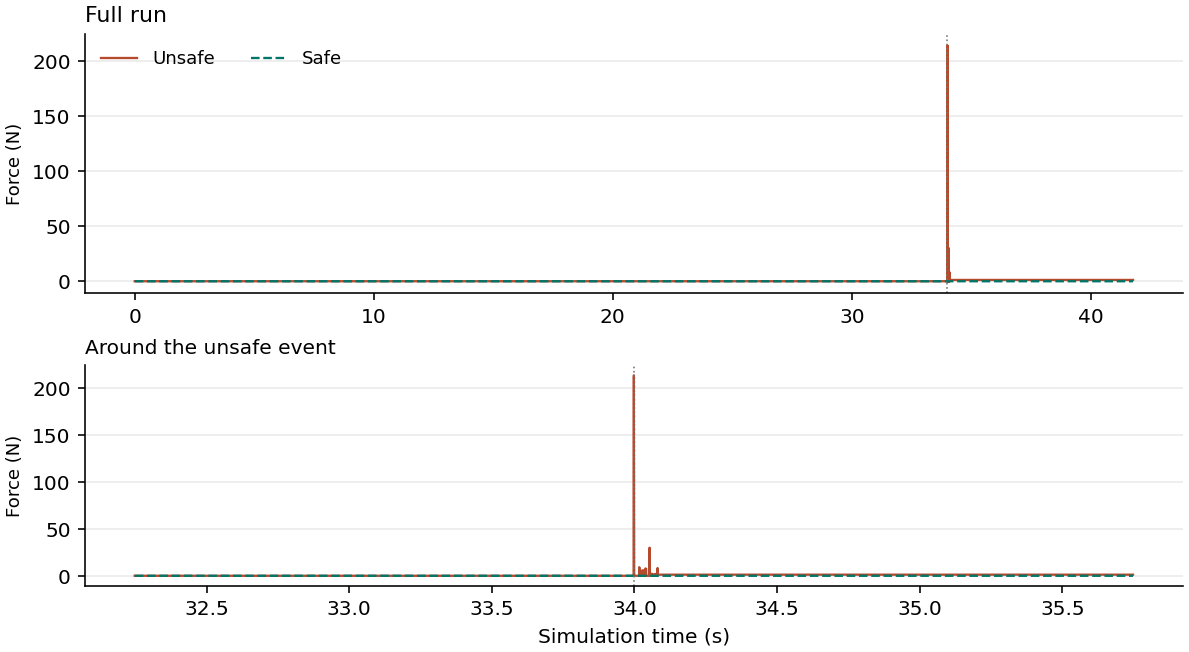 Full run
Unsafe Safe
Force (N)
200
150
100
50
0
0 10 20 30 40
Around the unsafe event
Force (N)
200
150
100
50
0
32.5 33.0 33.5 34.0 34.5 35.0 35.5
Simulation time (s)